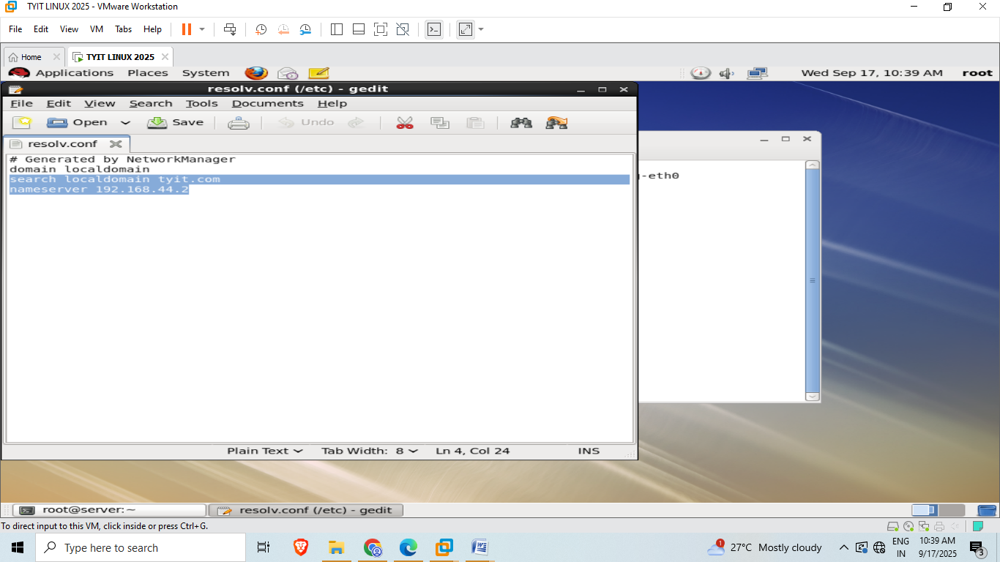 TYIT LINUX 2025 - VMware Workstation
File Edit View VM Tabs Help
Home TYIT LINUX 2025
Applications Places System Wed Sep 17, 10:39 AM root
resolv.conf (/etc) - gedit
File Edit View Search Tools Documents Help
Open Save Undo
resolv.conf
# Generated by NetworkManager
domain localdomain
search localdomain tyit.com
nameserver 192.168.44.2
-eth0
Plain Text Tab Width: 8 Ln 4, Col 24 INS
root@server:~ resolv.conf (/etc) - gedit
To direct input to this VM, click inside or press Ctrl+G.
Type here to search 1 27°C Mostly cloudy ENG 10:39 AM
IN 9/17/2025 3